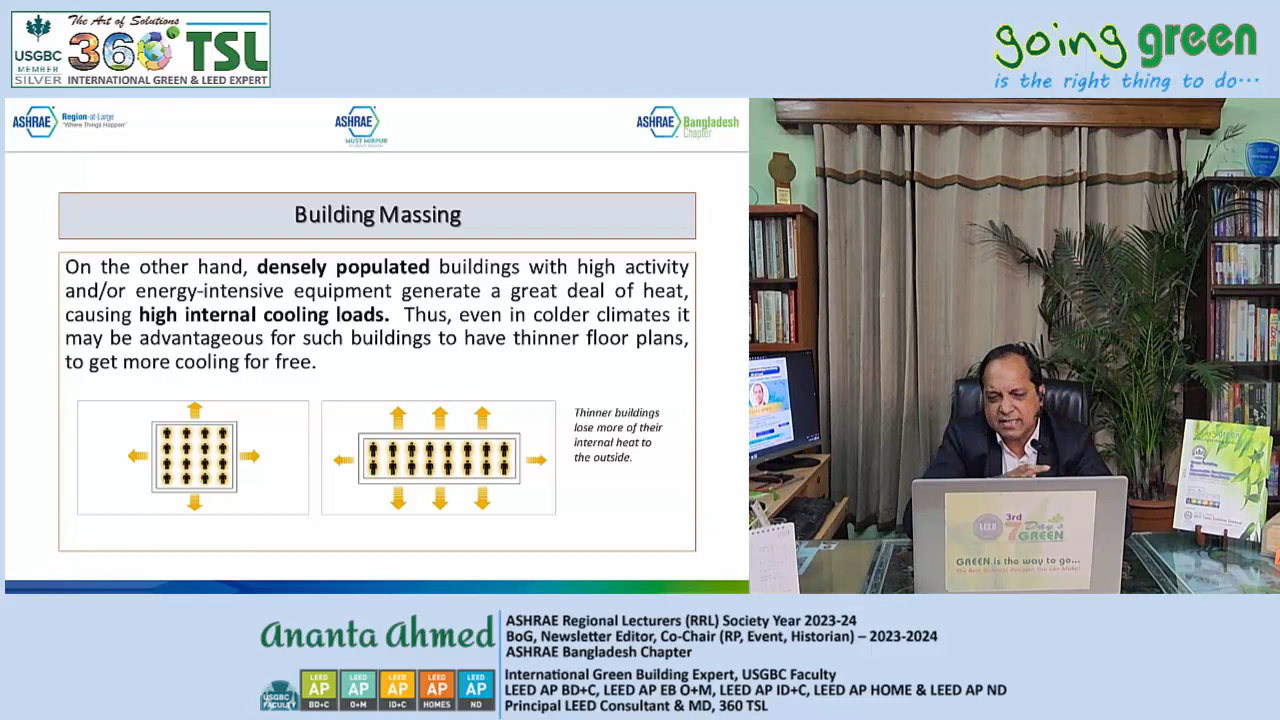 The Art of Solutions
USGBC
MEMBER
SILVER
360 TSL
INTERNATIONAL GREEN & LEED EXPERT
going green
is the right thing to do...
ASHRAE
Region-at-Large
"Where Things Happen"
ASHRAE
MUST MIRPUR
ASHRAE
Bangladesh
Chapter
Building Massing
On the other hand, densely populated buildings with high activity
and/or energy-intensive equipment generate a great deal of heat,
causing high internal cooling loads. Thus, even in colder climates it
may be advantageous for such buildings to have thinner floor plans,
to get more cooling for free.
Thinner buildings
lose more of their
internal heat to
the outside.
LEED
3rd
7 Day's
GREEN
GREEN is the way to go...
Ananta Ahmed
ASHRAE Regional Lecturers (RRL) Society Year 2023-24
BoG, Newsletter Editor, Co-Chair (RP, Event, Historian) – 2023-2024
ASHRAE Bangladesh Chapter
USGBC
FACULTY
LEED
AP
BD+C
LEED
AP
O+M
LEED
AP
ID+C
LEED
AP
HOMES
LEED
AP
ND
International Green Building Expert, USGBC Faculty
LEED AP BD+C, LEED AP EB O+M, LEED AP ID+C, LEED AP HOME & LEED AP ND
Principal LEED Consultant & MD, 360 TSL